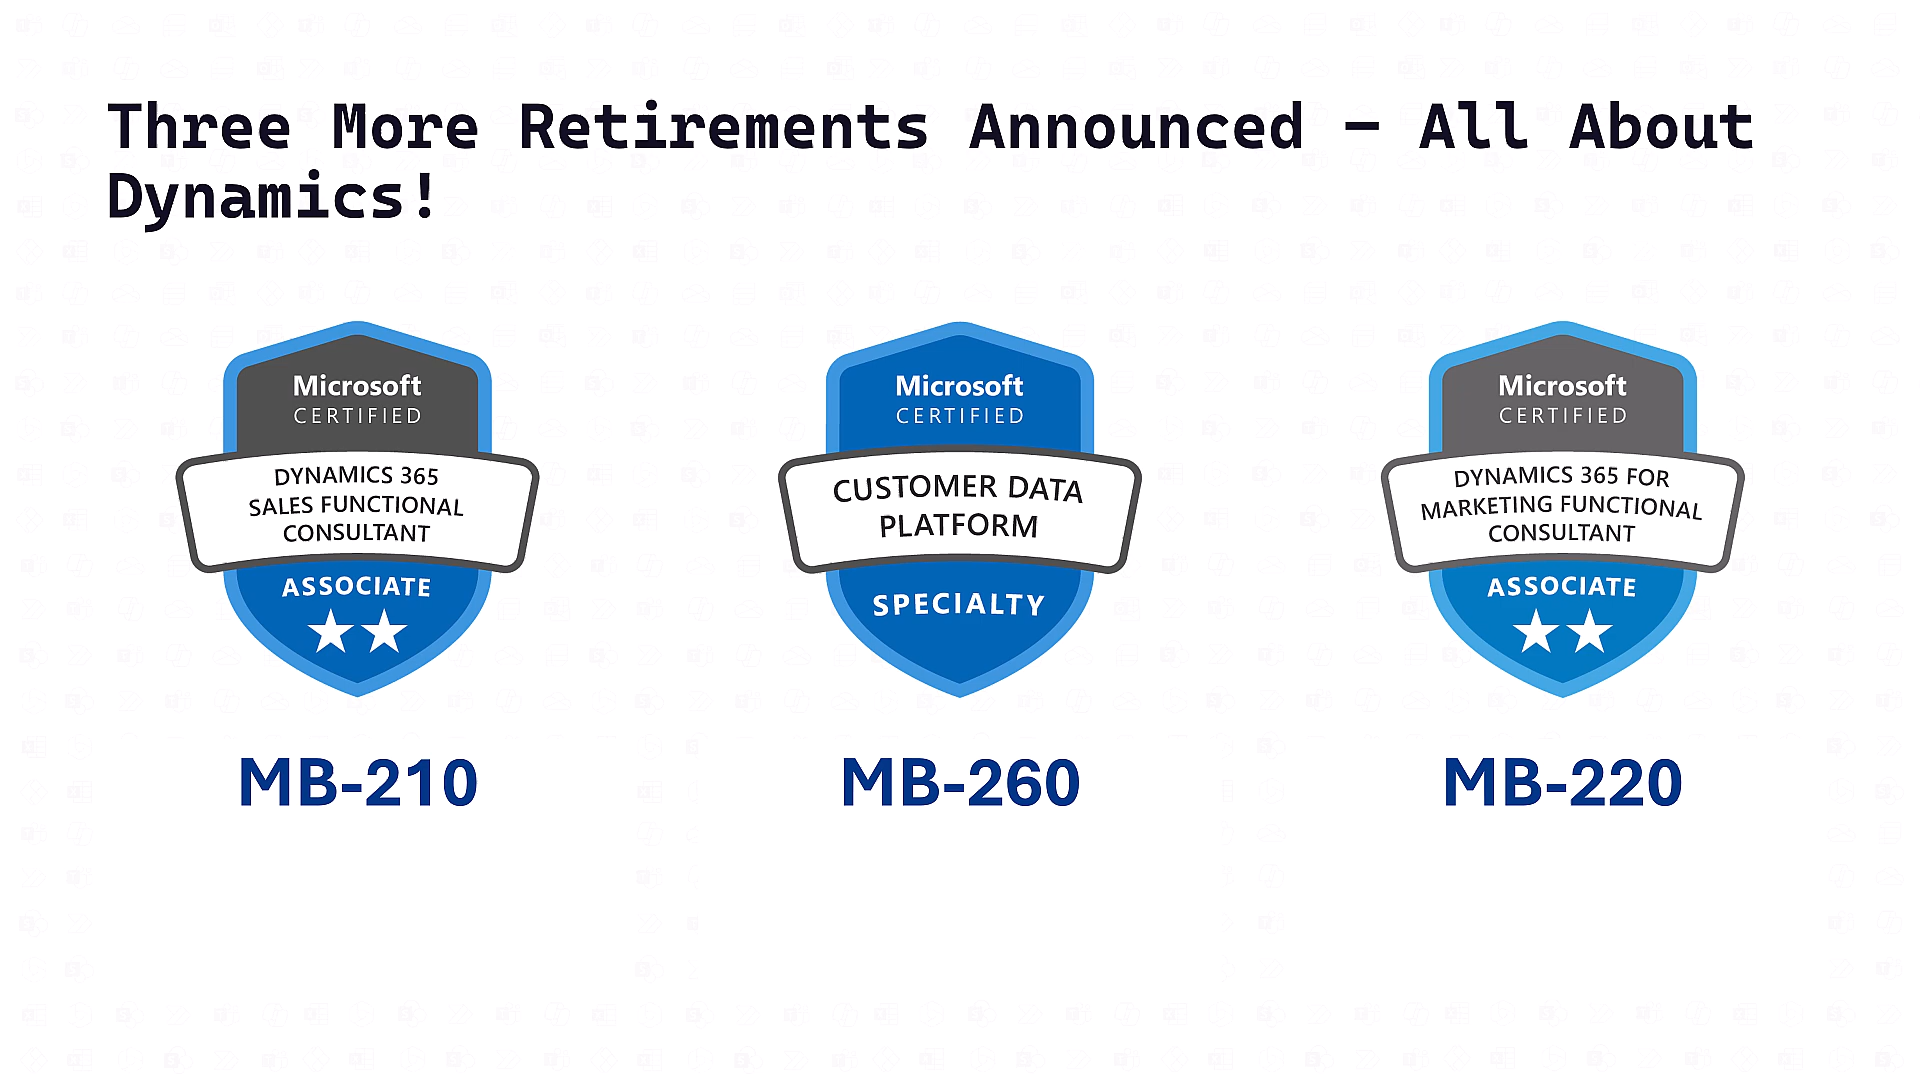 Three More Retirements Announced – All About
Dynamics!
Microsoft
CERTIFIED
DYNAMICS 365
SALES FUNCTIONAL
CONSULTANT
ASSOCIATE
MB-210
Microsoft
CERTIFIED
CUSTOMER DATA
PLATFORM
SPECIALTY
MB-260
Microsoft
CERTIFIED
DYNAMICS 365 FOR
MARKETING FUNCTIONAL
CONSULTANT
ASSOCIATE
MB-220